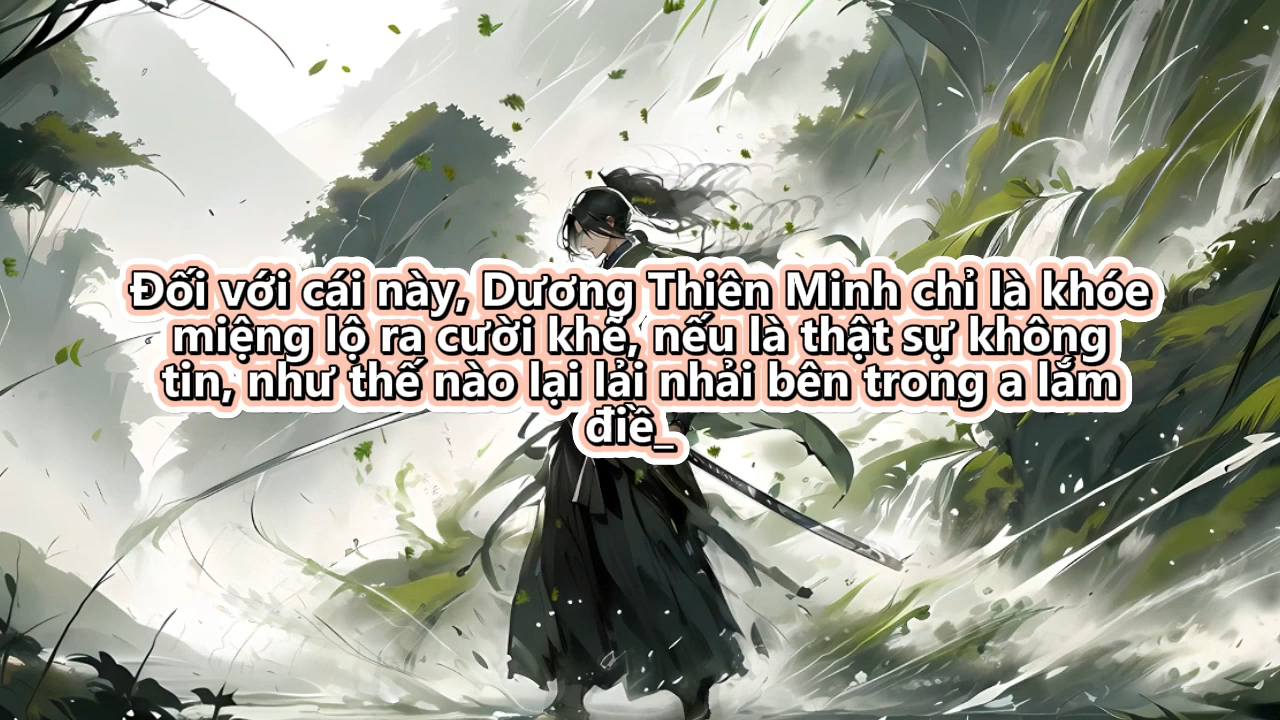 Đối với cái này, Dương Thiên Minh chỉ là khóe
miệng lộ ra cười khẽ, nếu là thật sự không
tin, như thế nào lại lải nhải bên trong a lắm
điề_